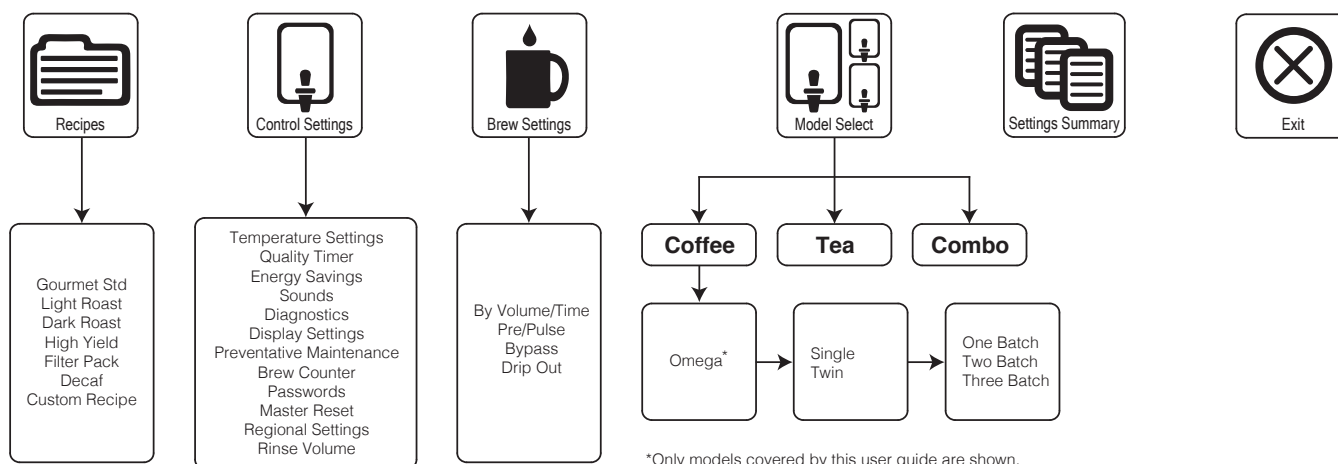 Recipes
Control Settings
Brew Settings
Model Select
Settings Summary
Exit
Gourmet Std
Light Roast
Dark Roast
High Yield
Filter Pack
Decaf
Custom Recipe
Temperature Settings
Quality Timer
Energy Savings
Sounds
Diagnostics
Display Settings
Preventative Maintenance
Brew Counter
Passwords
Master Reset
Regional Settings
Rinse Volume
By Volume/Time
Pre/Pulse
Bypass
Drip Out
Coffee
Tea
Combo
Omega*
Single
Twin
One Batch
Two Batch
Three Batch
*Only models covered by this user guide are shown.